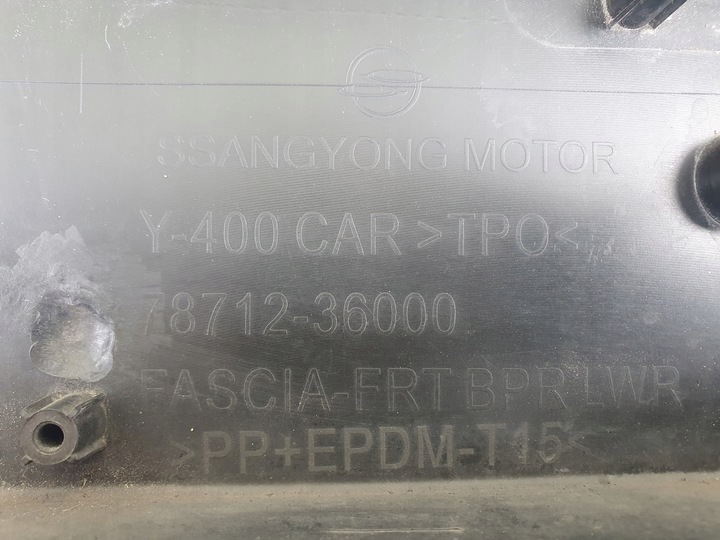 SSANGYONG MOTOR
Y-400 CAR >TPO<
78712-36000
FASCIA-FRT BPR LWR
>PP+EPDM-T15<